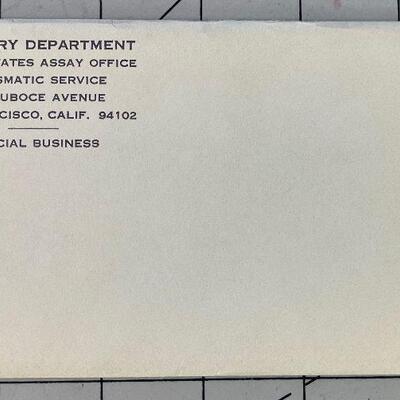 RY DEPARTMENT
TATES ASSAY OFFICE
SMATIC SERVICE
UBOCE AVENUE
CISCO, CALIF. 94102
CIAL BUSINESS